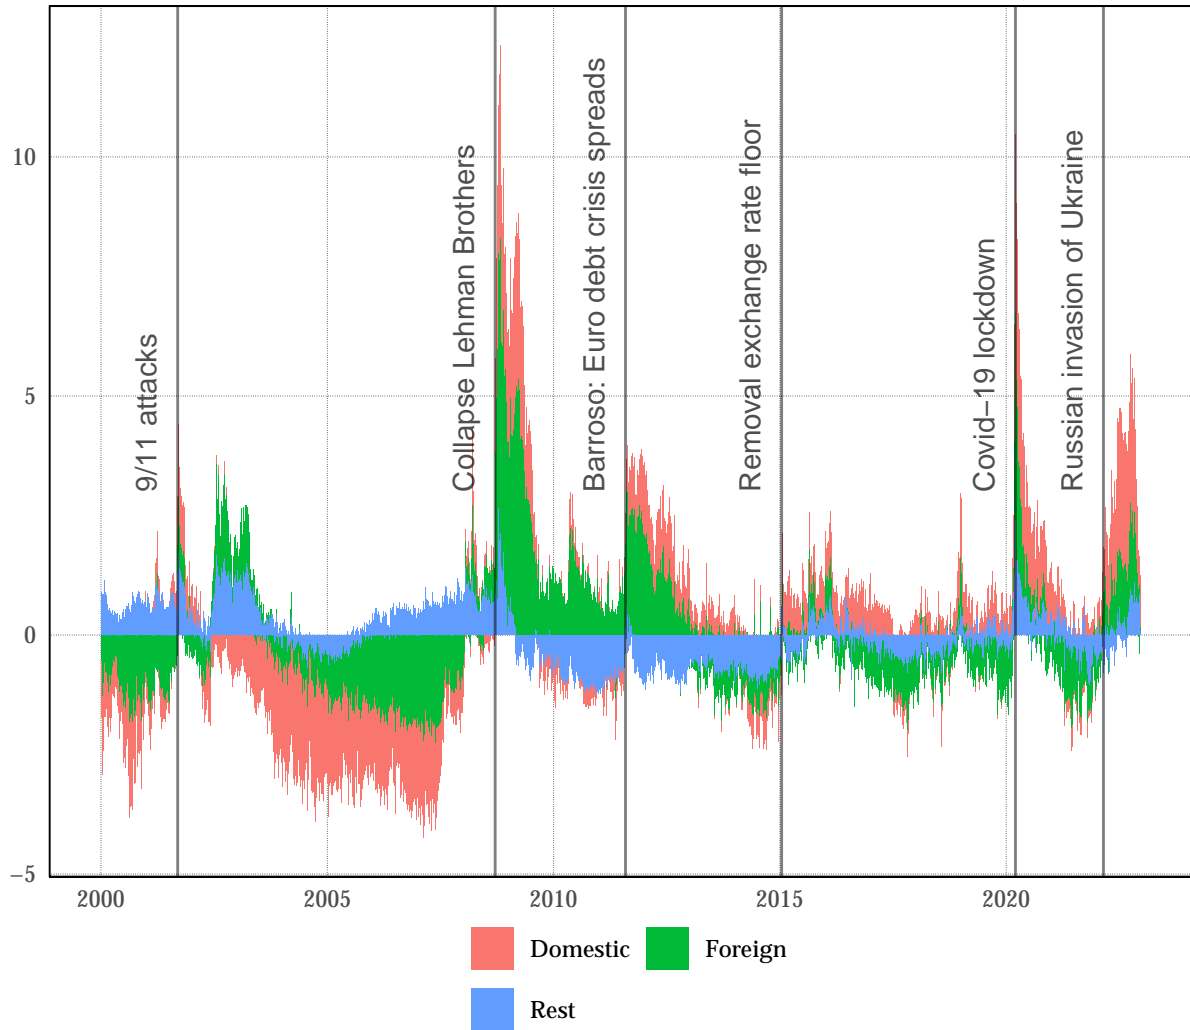 10
5
0
−5
9/11 attacks
Collapse Lehman Brothers
Barroso: Euro debt crisis spreads
Removal exchange rate floor
Covid−19 lockdown
Russian invasion of Ukraine
2000
2005
2010
2015
2020
Domestic
Foreign
Rest